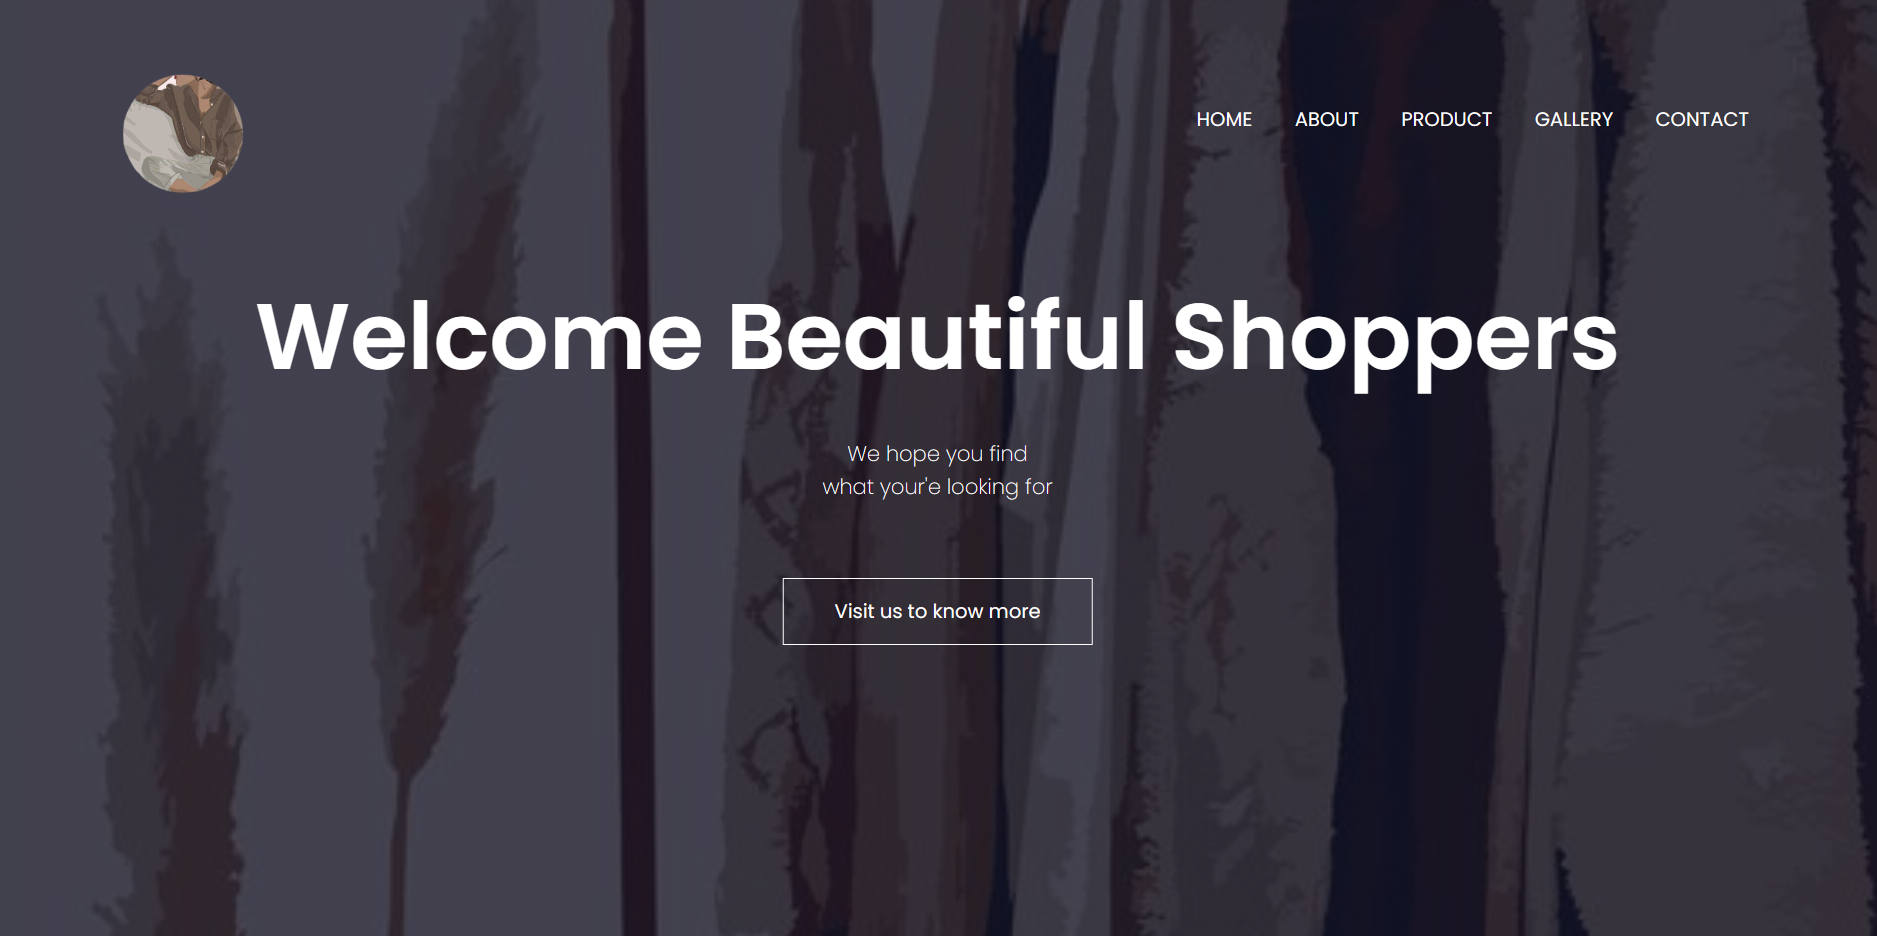 HOME ABOUT PRODUCT GALLERY CONTACT
Welcome Beautiful Shoppers
We hope you find
what your'e looking for
Visit us to know more